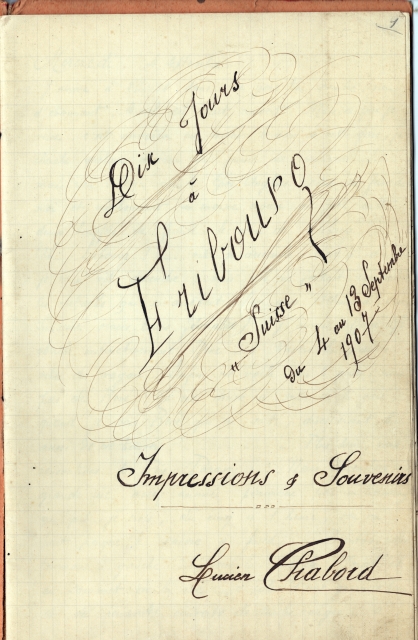 1
Dix Jours
à
Fribourg
"Suisse"
du 4 au 13 Septembre
1907
Impressions & Souvenirs
Lucien Chabord